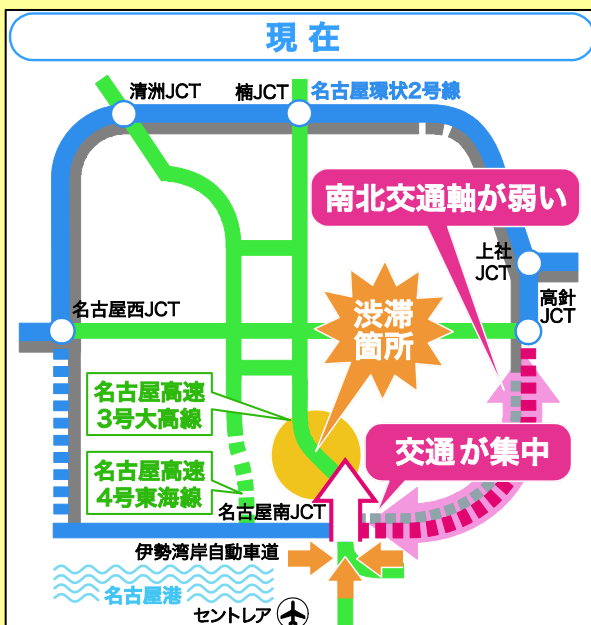 現在
清洲JCT
楠JCT
名古屋環状2号線
南北交通軸が弱い
上社
JCT
高針
JCT
渋滞
箇所
名古屋西JCT
名古屋高速
3号大高線
交通が集中
名古屋高速
4号東海線
名古屋南JCT
伊勢湾岸自動車道
名古屋港
セントレア